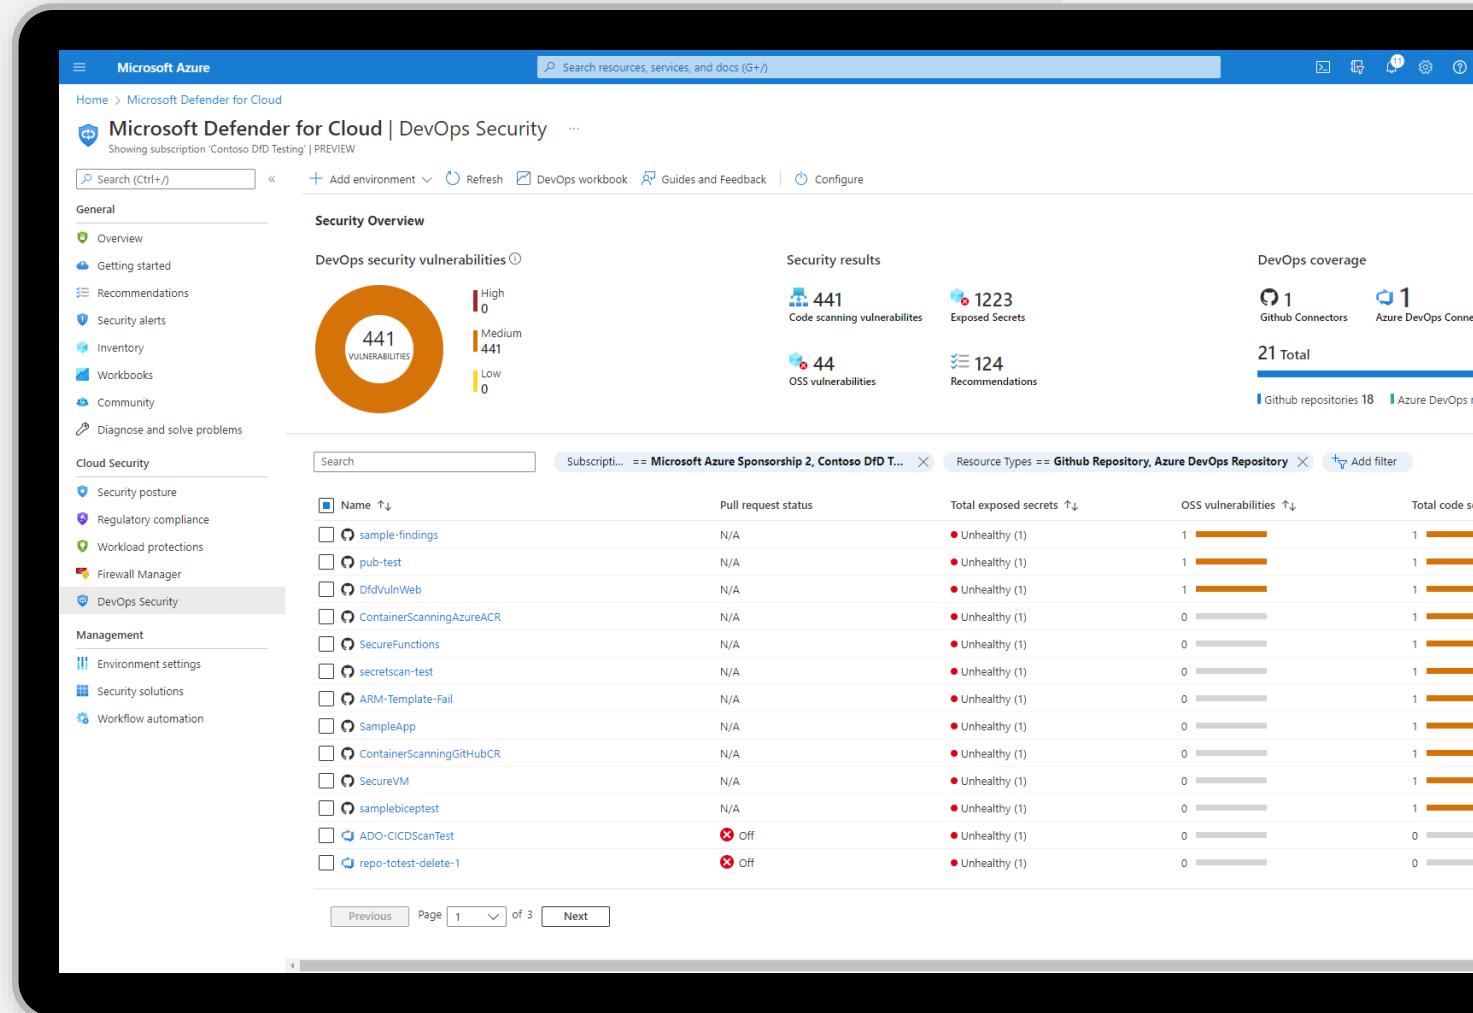 Microsoft Azure
Search resources, services, and docs (G+/)
11
Home > Microsoft Defender for Cloud
Microsoft Defender for Cloud | DevOps Security ...
Showing subscription 'Contoso DfD Testing' | PREVIEW
Search (Ctrl+/)
«
Add environment
Refresh
DevOps workbook
Guides and Feedback
Configure
General
Overview
Getting started
Recommendations
Security alerts
Inventory
Workbooks
Community
Diagnose and solve problems
Cloud Security
Security posture
Regulatory compliance
Workload protections
Firewall Manager
DevOps Security
Management
Environment settings
Security solutions
Workflow automation
Security Overview
DevOps security vulnerabilities
441
VULNERABILITIES
High
0
Medium
441
Low
0
Security results
441
Code scanning vulnerabilites
1223
Exposed Secrets
44
OSS vulnerabilities
124
Recommendations
DevOps coverage
1
Github Connectors
1
Azure DevOps Conne
21 Total
Github repositories 18
Azure DevOps r
Search
Subscripti... == Microsoft Azure Sponsorship 2, Contoso DfD T...
Resource Types == Github Repository, Azure DevOps Repository
Add filter
Name Pull request status Total exposed secrets OSS vulnerabilities Total code s
sample-findings N/A Unhealthy (1) 1 1
pub-test N/A Unhealthy (1) 1 1
DfdVulnWeb N/A Unhealthy (1) 1 1
ContainerScanningAzureACR N/A Unhealthy (1) 0 1
SecureFunctions N/A Unhealthy (1) 0 1
secretscan-test N/A Unhealthy (1) 0 1
ARM-Template-Fail N/A Unhealthy (1) 0 1
SampleApp N/A Unhealthy (1) 0 1
ContainerScanningGitHubCR N/A Unhealthy (1) 0 1
SecureVM N/A Unhealthy (1) 0 1
samplebiceptest N/A Unhealthy (1) 0 1
ADO-CICDScanTest Off Unhealthy (1) 0 0
repo-totest-delete-1 Off Unhealthy (1) 0 0
Previous Page 1 of 3 Next